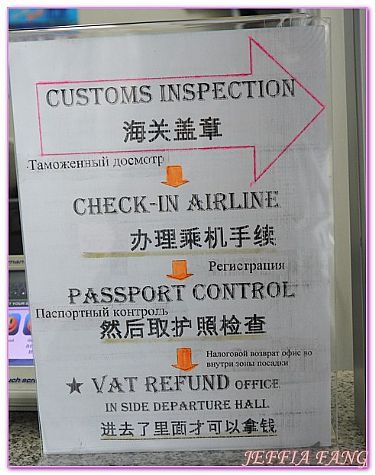 CUSTOMS INSPECTION
海关盖章
Таможенный досмотр
CHECK-IN AIRLINE
办理乘机手续
Регистрация
PASSPORT CONTROL
Паспортный контроль
然后取护照检查
Налоговой возврат офис во
внутри зоны посадки
★ VAT REFUND OFFICE
IN SIDE DEPARTURE HALL
进去了里面才可以拿钱
JEFFIA FANG